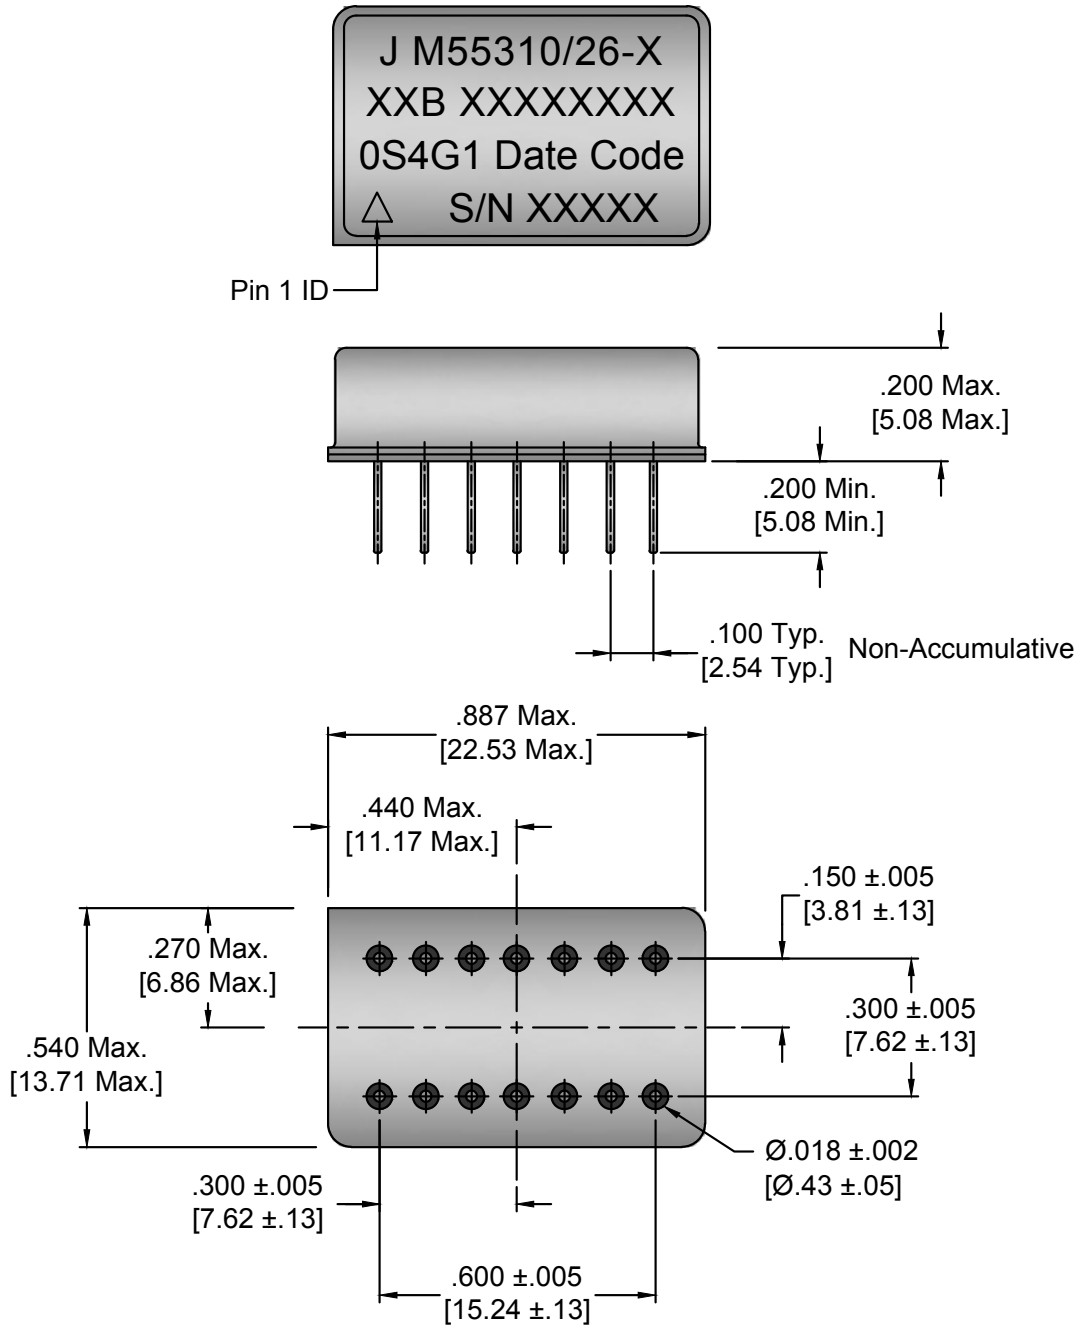 J M55310/26-X
XXB XXXXXXXX
0S4G1 Date Code
S/N XXXXX
Pin 1 ID
.200 Max.
[5.08 Max.]
.200 Min.
[5.08 Min.]
.100 Typ.
[2.54 Typ.]
Non-Accumulative
.887 Max.
[22.53 Max.]
.440 Max.
[11.17 Max.]
.150 ±.005
[3.81 ±.13]
.270 Max.
[6.86 Max.]
.300 ±.005
[7.62 ±.13]
.540 Max.
[13.71 Max.]
Ø.018 ±.002
[Ø.43 ±.05]
.300 ±.005
[7.62 ±.13]
.600 ±.005
[15.24 ±.13]